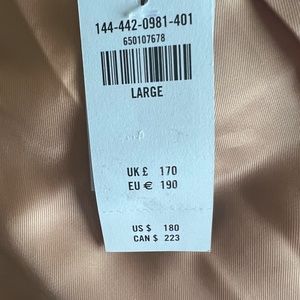 144-442-0981-401
650107678
LARGE
UK £ 170
EU € 190
US $ 180
CAN $ 223